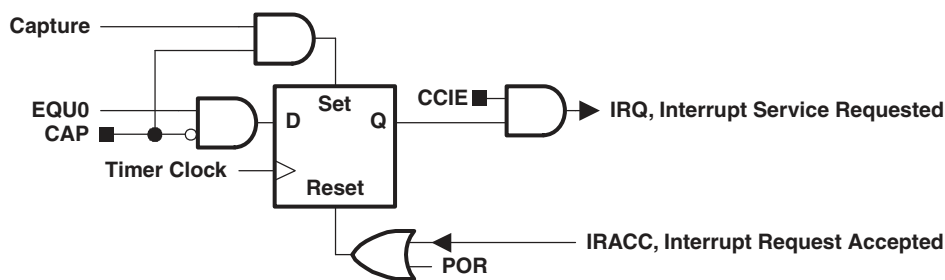 Capture
EQU0
CAP
Timer Clock
Set
D
Q
Reset
CCIE
IRQ, Interrupt Service Requested
IRACC, Interrupt Request Accepted
POR